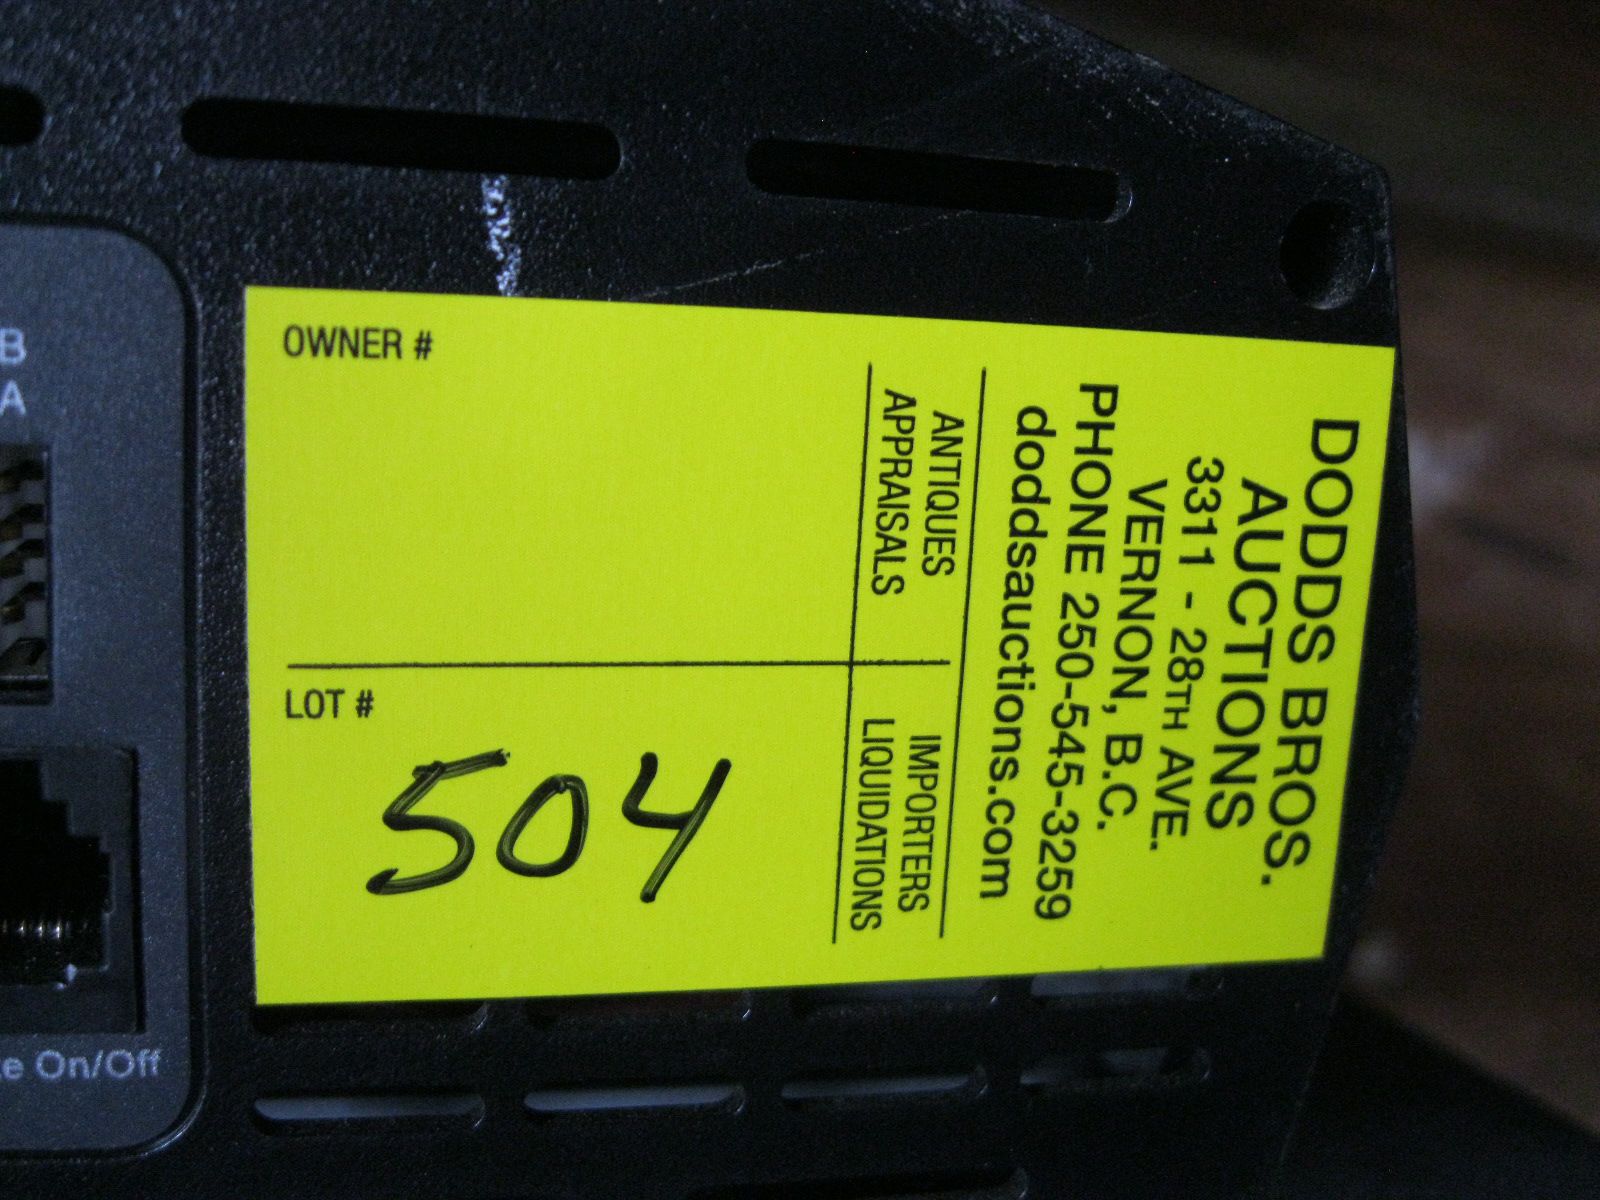 DODDS BROS.
AUCTIONS
3311 - 28TH AVE.
VERNON, B.C.
PHONE 250-545-3259
doddsauctions.com
ANTIQUES
APPRAISALS
IMPORTERS
LIQUIDATIONS
OWNER #
LOT #
504
B
A
On/Off